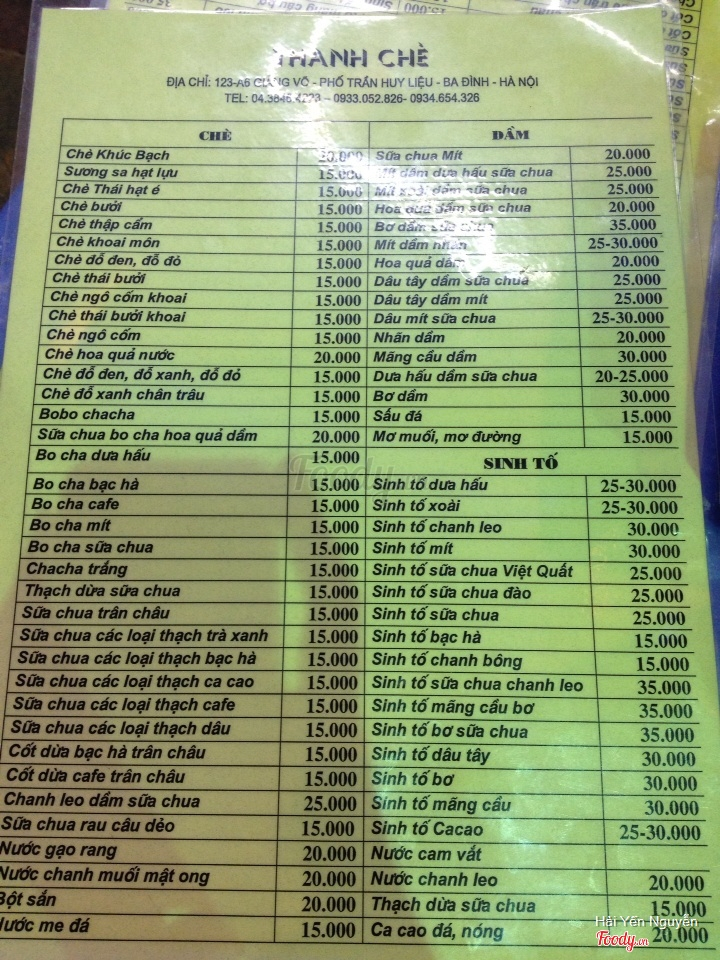 THANH CHÈ
ĐỊA CHỈ: 123-A6 GIẢNG VÕ - PHỐ TRẦN HUY LIỆU - BA ĐÌNH - HÀ NỘI
TEL: 04.3846.4223 – 0933.052.826- 0934.654.326
CHÈ DẦM
Chè Khúc Bạch 20.000 Sữa chua Mít 20.000
Sương sa hạt lựu 15.000 Mít dầm dưa hấu sữa chua 25.000
Chè Thái hạt é 15.000 Mít xoài dầm sữa chua 25.000
Chè bưởi 15.000 Hoa quả dầm sữa chua 20.000
Chè thập cẩm 15.000 Bơ dầm sữa chua 35.000
Chè khoai môn 15.000 Mít dầm nhãn 25-30.000
Chè đỗ đen, đỗ đỏ 15.000 Hoa quả dầm 20.000
Chè thái bưởi 15.000 Dâu tây dầm sữa chuả 25.000
Chè ngô cốm khoai 15.000 Dâu tây dầm mít 25.000
Chè thái bưởi khoai 15.000 Dâu mít sữa chua 25-30.000
Chè ngô cốm 15.000 Nhãn dầm 20.000
Chè hoa quả nước 20.000 Mãng cầu dầm 30.000
Chè đỗ đen, đỗ xanh, đỗ đỏ 15.000 Dưa hấu dầm sữa chua 20-25.000
Chè đỗ xanh chân trâu 15.000 Bơ dầm 30.000
Bobo chacha 15.000 Sấu đá 15.000
Sữa chua bo cha hoa quả dầm 20.000 Mơ muối, mơ đường 15.000
Bo cha dưa hấu 15.000 SINH TỐ
Bo cha bạc hà 15.000 Sinh tố dưa hấu 25-30.000
Bo cha cafe 15.000 Sinh tố xoài 25-30.000
Bo cha mít 15.000 Sinh tố chanh leo 30.000
Bo cha sữa chua 15.000 Sinh tố mít 30.000
Chacha trắng 15.000 Sinh tố sữa chua Việt Quất 25.000
Thạch dừa sữa chua 15.000 Sinh tố sữa chua đào 25.000
Sữa chua trân châu 15.000 Sinh tố sữa chua 25.000
Sữa chua các loại thạch trà xanh 15.000 Sinh tố bạc hà 15.000
Sữa chua các loại thạch bạc hà 15.000 Sinh tố chanh bông 15.000
Sữa chua các loại thạch ca cao 15.000 Sinh tố sữa chua chanh leo 35.000
Sữa chua các loại thạch cafe 15.000 Sinh tố mãng cầu bơ 35.000
Sữa chua các loại thạch dâu 15.000 Sinh tố bơ sữa chua 35.000
Cốt dừa bạc hà trân châu 15.000 Sinh tố dâu tây 30.000
Cốt dừa cafe trân châu 15.000 Sinh tố bơ 30.000
Chanh leo dầm sữa chua 25.000 Sinh tố mãng cầu 30.000
Sữa chua rau câu dẻo 15.000 Sinh tố Cacao 25-30.000
Nước gạo rang 20.000 Nước cam vắt
Nước chanh muối mật ong 20.000 Nước chanh leo 20.000
Bột sắn 20.000 Thạch dừa sữa chua 15.000
Nước me đá 15.000 Ca cao đá, nóng 20.000
Hải Yến Nguyễn
Foody.vn